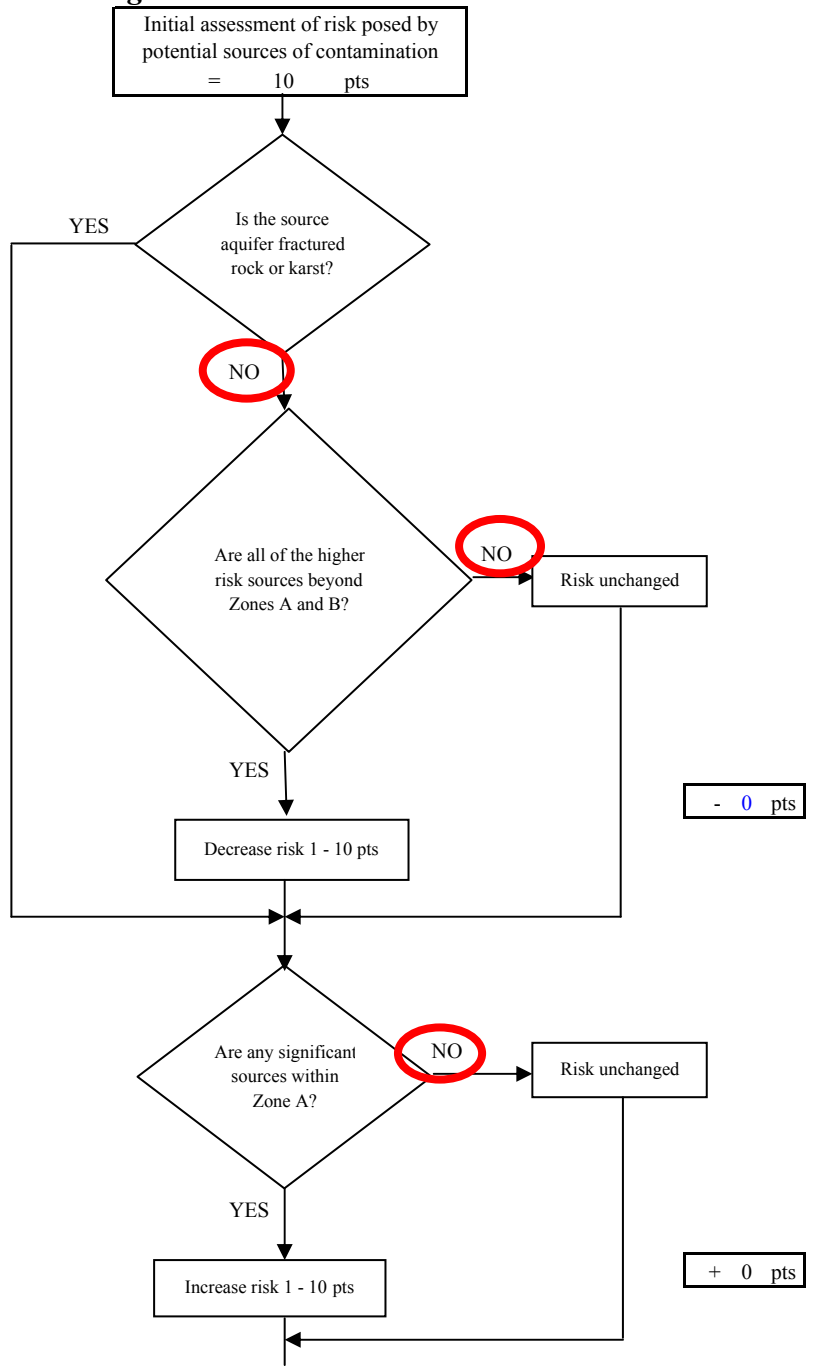 Initial assessment of risk posed by
potential sources of contamination
= 10 pts
YES
Is the source
aquifer fractured
rock or karst?
NO
Are all of the higher
risk sources beyond
Zones A and B?
NO
Risk unchanged
YES
- 0 pts
Decrease risk 1 - 10 pts
Are any significant
sources within
Zone A?
NO
Risk unchanged
YES
+ 0 pts
Increase risk 1 - 10 pts